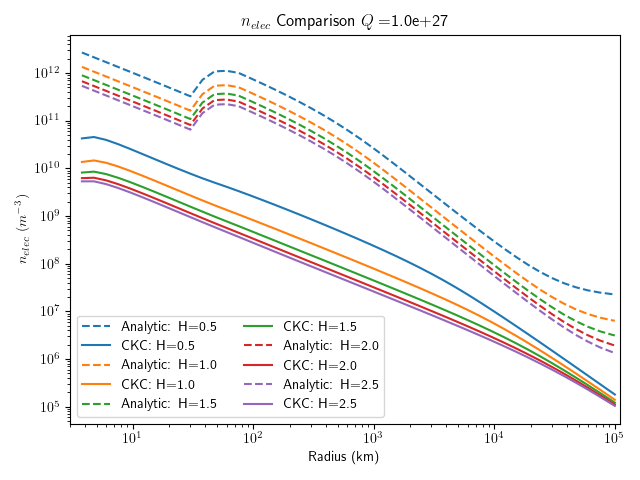 n_elec Comparison Q =1.0e+27
n_elec (m^−3)
10^12
10^11
10^10
10^9
10^8
10^7
10^6
10^5
Analytic: H=0.5
CKC: H=0.5
Analytic: H=1.0
CKC: H=1.0
Analytic: H=1.5
CKC: H=1.5
Analytic: H=2.0
CKC: H=2.0
Analytic: H=2.5
CKC: H=2.5
10^1 10^2 10^3 10^4 10^5
Radius (km)